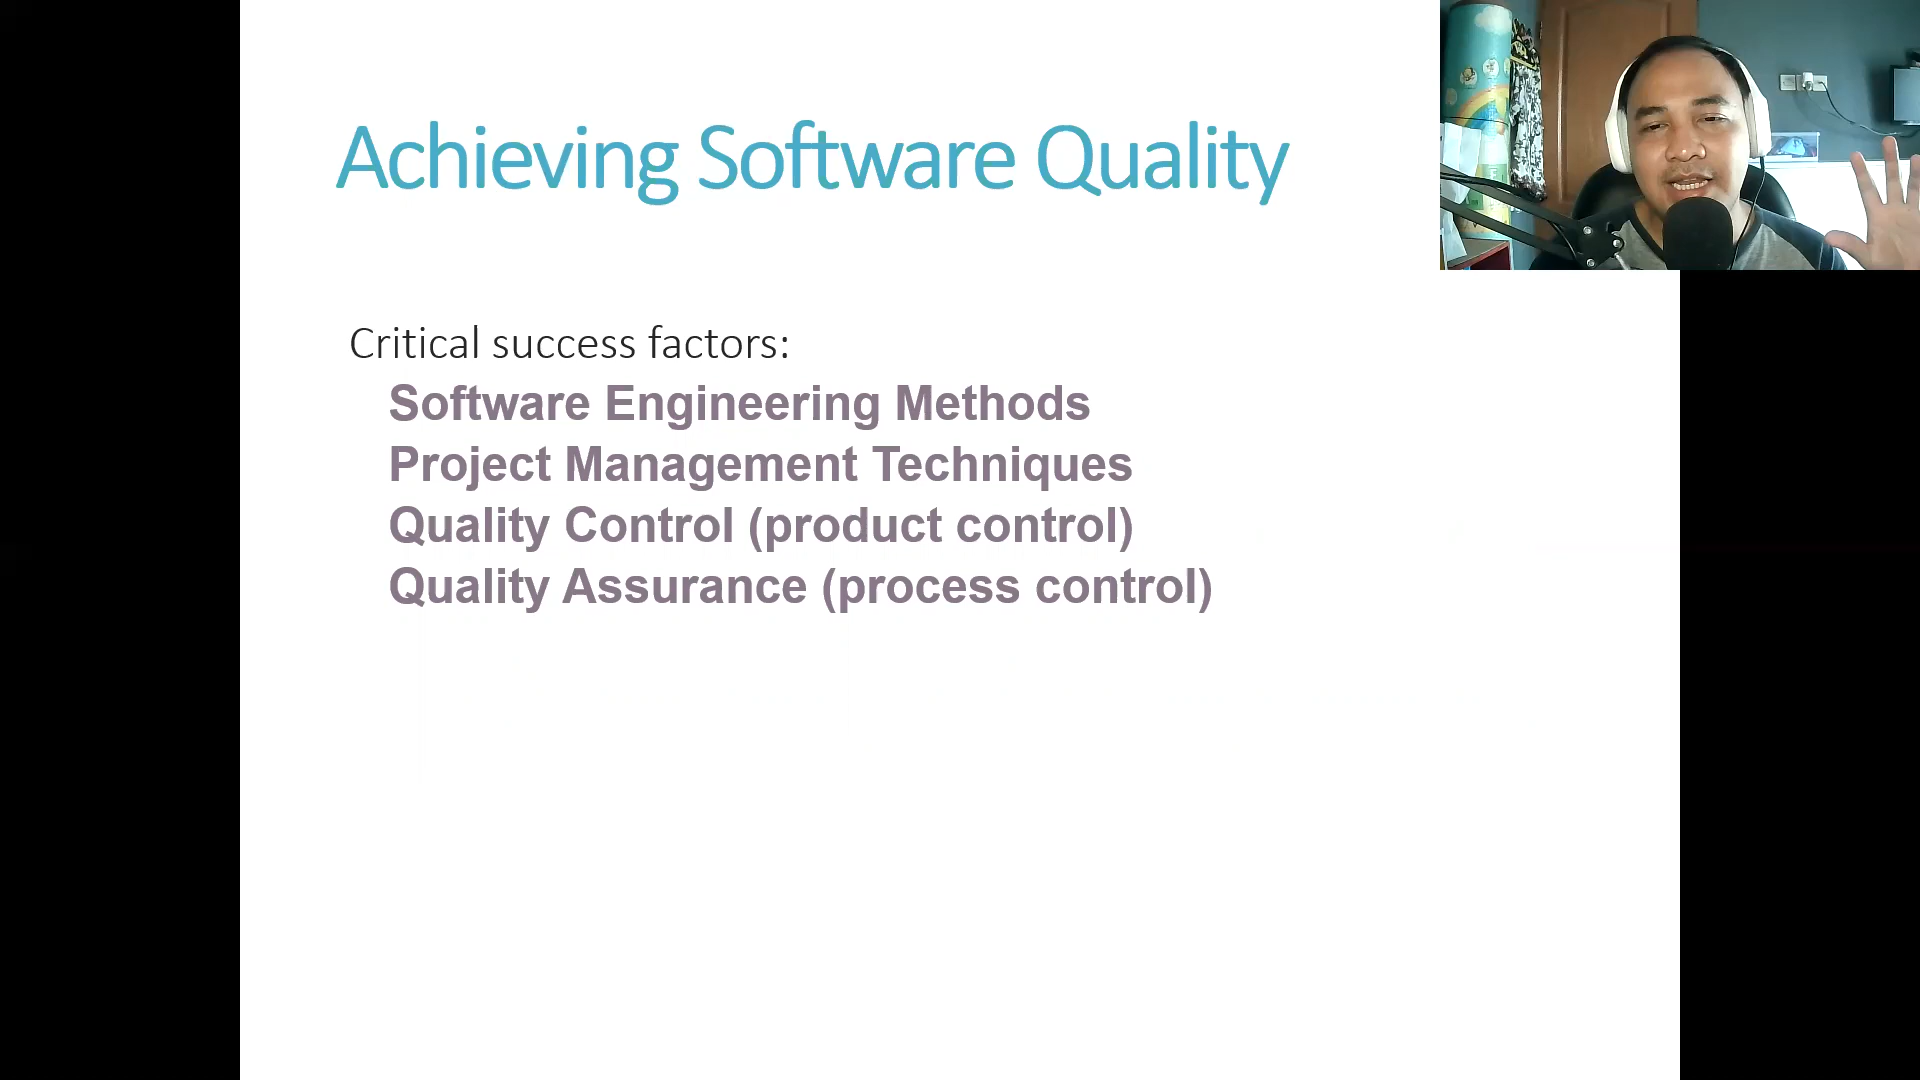 Achieving Software Quality
Critical success factors:
Software Engineering Methods
Project Management Techniques
Quality Control (product control)
Quality Assurance (process control)